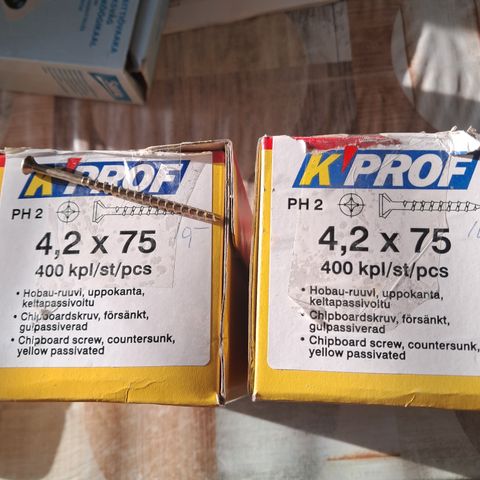 K'PROF
PH 2
4,2 x 75
400 kpl/st/pcs
• Hobau-ruuvi, uppokanta,
keltapassivoitu
• Chipboardskruv, försänkt,
gulpassiverad
• Chipboard screw, countersunk,
yellow passivated
K'PROF
PH 2
4,2 x 75
400 kpl/st/pcs
• Hobau-ruuvi, uppokanta,
keltapassivoitu
• Chipboardskruv, försänkt,
gulpassiverad
• Chipboard screw, countersunk,
yellow passivated